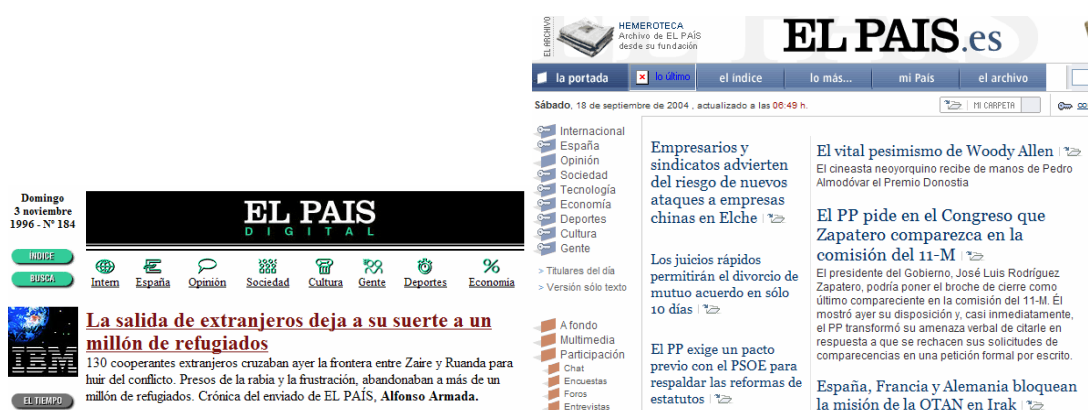 Domingo
3 noviembre
1996 - Nº 184
INDICE
BUSCA
EL PAIS
DIGITAL
Intern
España
Opinión
Sociedad
Cultura
Gente
Deportes
Economia
IBM
EL TIEMPO
La salida de extranjeros deja a su suerte a un
millón de refugiados
130 cooperantes extranjeros cruzaban ayer la frontera entre Zaire y Ruanda para
huir del conflicto. Presos de la rabia y la frustración, abandonaban a más de un
millón de refugiados. Crónica del enviado de EL PAÍS, Alfonso Armada.
EL ARCHIVO
HEMEROTECA
Archivo de EL PAÍS
desde su fundación
EL PAIS.es
la portada
lo último
el índice
lo más...
mi País
el archivo
Sábado, 18 de septiembre de 2004 , actualizado a las 06:49 h.
MI CARPETA
Internacional
España
Opinión
Sociedad
Tecnología
Economía
Deportes
Cultura
Gente
> Titulares del día
> Versión sólo texto
A fondo
Multimedia
Participación
Chat
Encuestas
Foros
Entrevistas
Empresarios y
sindicatos advierten
del riesgo de nuevos
ataques a empresas
chinas en Elche
Los juicios rápidos
permitirán el divorcio de
mutuo acuerdo en sólo
10 días
El PP exige un pacto
previo con el PSOE para
respaldar las reformas de
estatutos
El vital pesimismo de Woody Allen
El cineasta neoyorquino recibe de manos de Pedro
Almodóvar el Premio Donostia
El PP pide en el Congreso que
Zapatero comparezca en la
comisión del 11-M
El presidente del Gobierno, José Luis Rodríguez
Zapatero, podría poner el broche de cierre como
último compareciente en la comisión del 11-M. Él
mostró ayer su disposición y, casi inmediatamente,
el PP transformó su amenaza verbal de citarle en
respuesta a que se rechacen sus solicitudes de
comparecencias en una petición formal por escrito.
España, Francia y Alemania bloquean
la misión de la OTAN en Irak